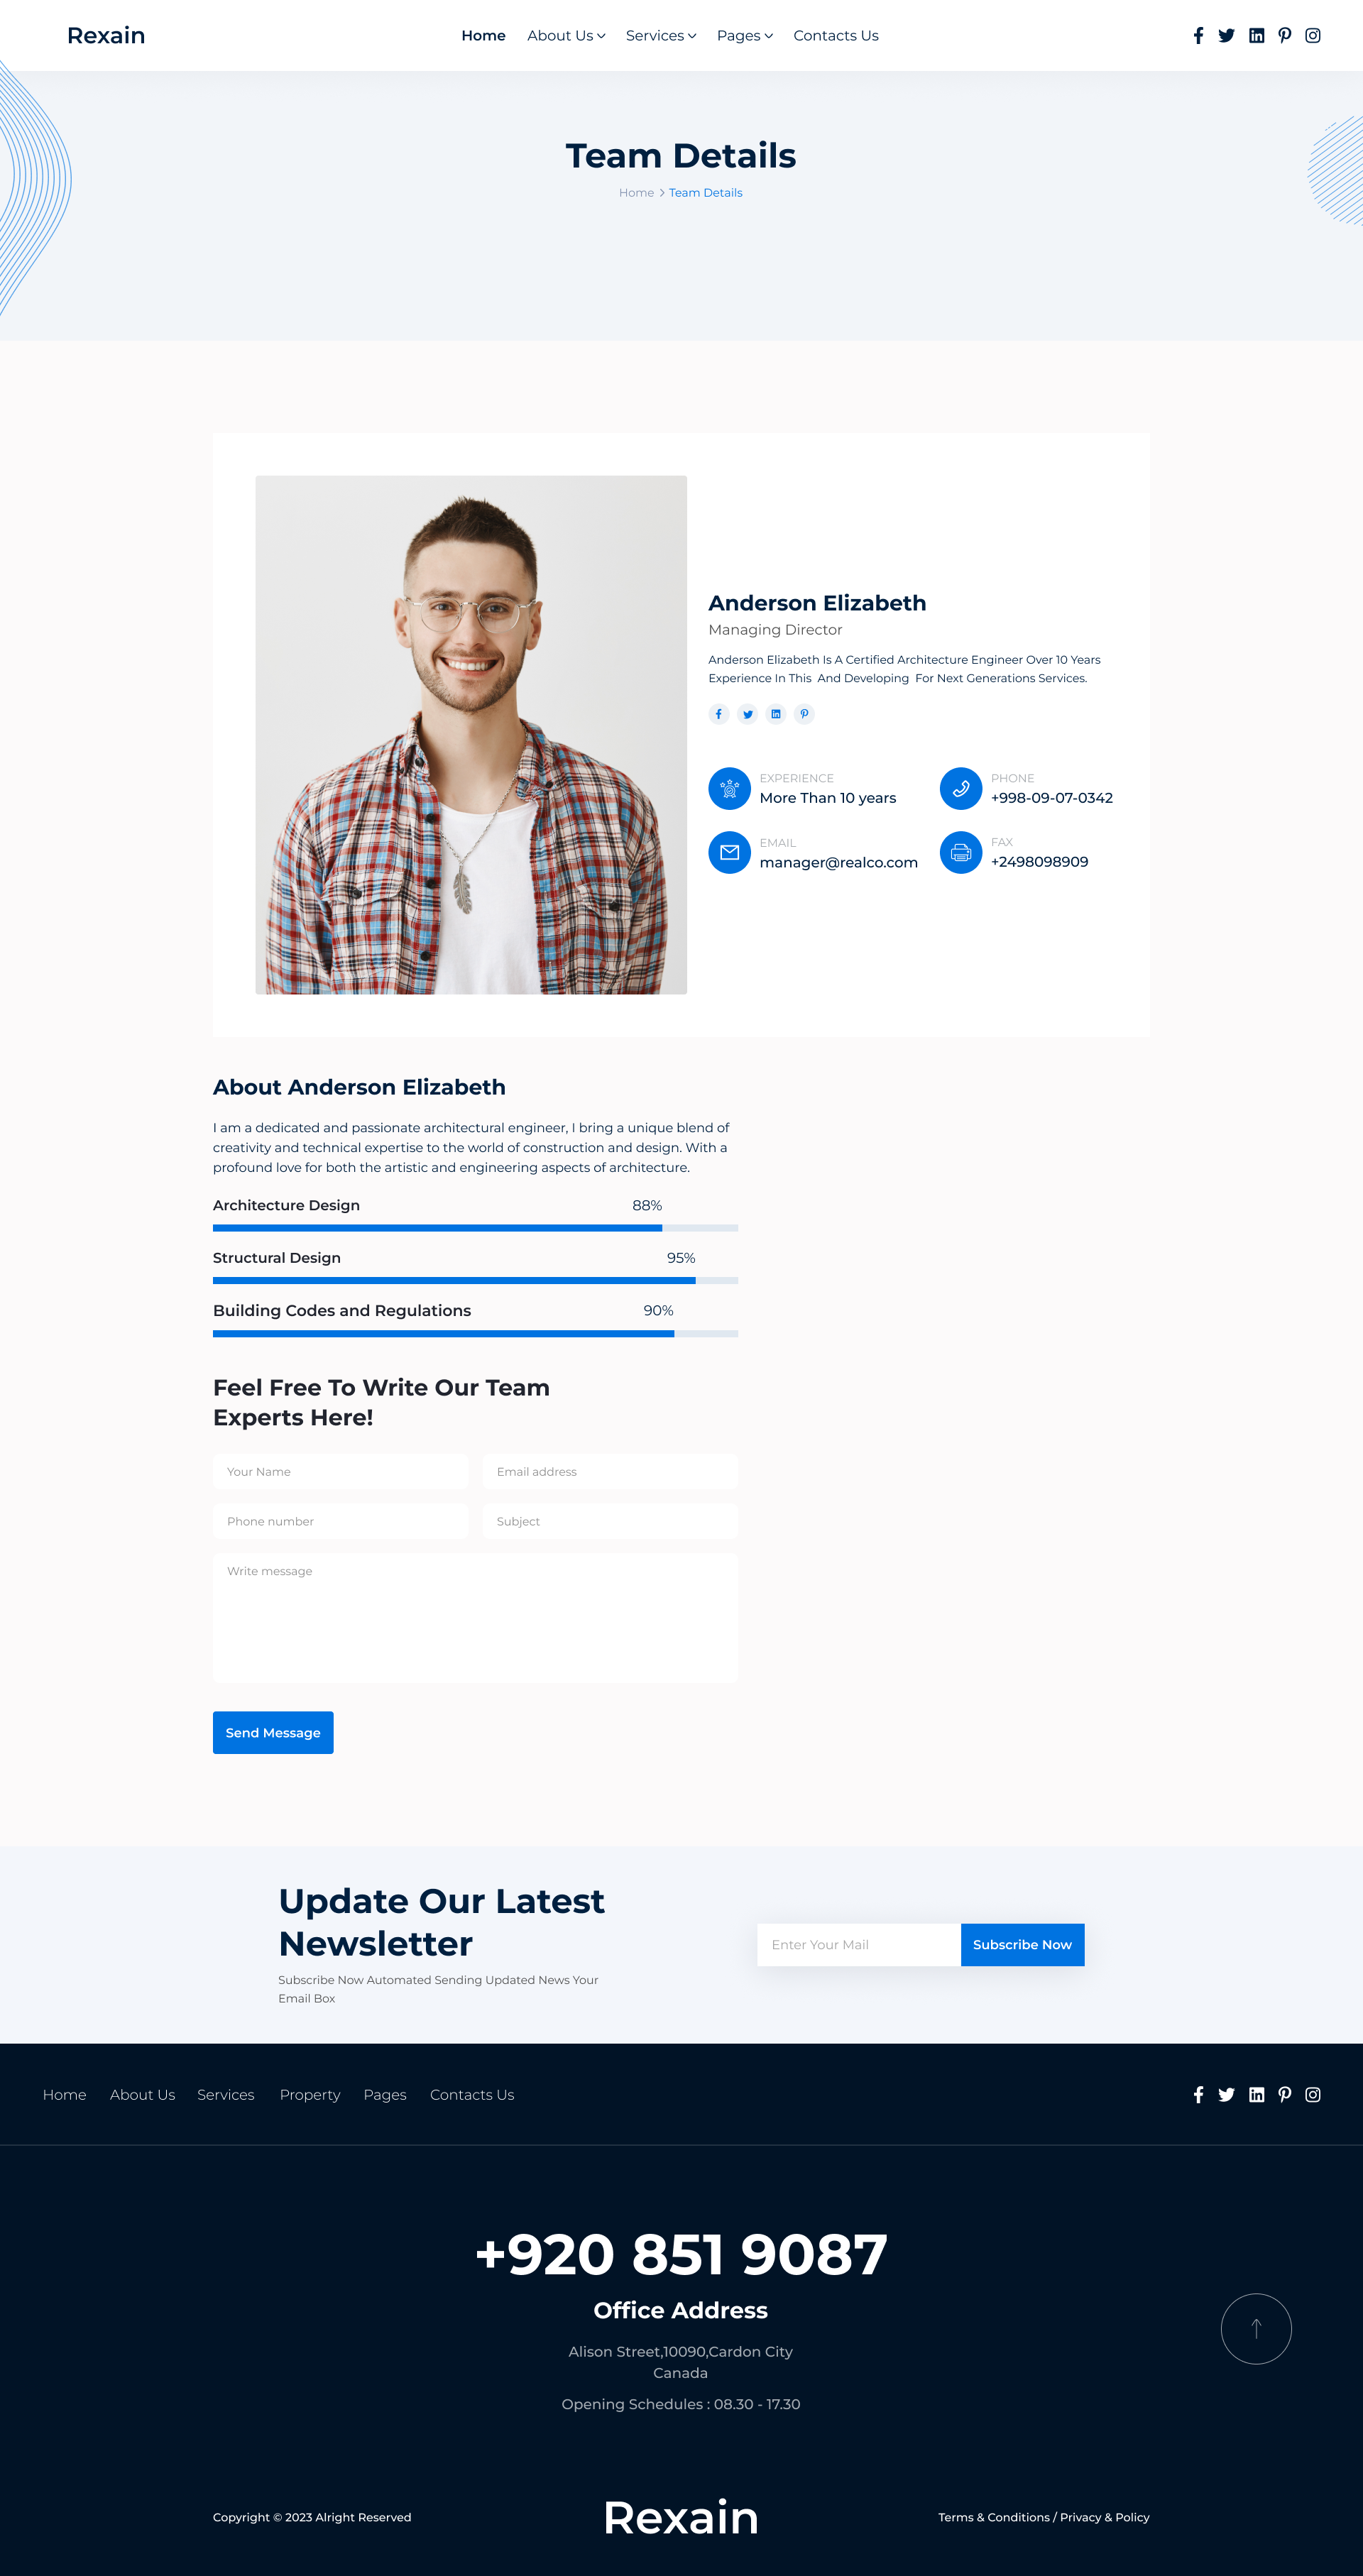 Rexain
Home About Us Services Pages Contacts Us
Team Details
Home Team Details
Anderson Elizabeth
Managing Director
Anderson Elizabeth Is A Certified Architecture Engineer Over 10 Years
Experience In This And Developing For Next Generations Services.
EXPERIENCE
More Than 10 years
PHONE
+998-09-07-0342
EMAIL
manager@realco.com
FAX
+2498098909
About Anderson Elizabeth
I am a dedicated and passionate architectural engineer, I bring a unique blend of
creativity and technical expertise to the world of construction and design. With a
profound love for both the artistic and engineering aspects of architecture.
Architecture Design 88%
Structural Design 95%
Building Codes and Regulations 90%
Feel Free To Write Our Team
Experts Here!
Your Name
Email address
Phone number
Subject
Write message
Send Message
Update Our Latest
Newsletter
Subscribe Now Automated Sending Updated News Your
Email Box
Enter Your Mail
Subscribe Now
Home About Us Services Property Pages Contacts Us
+920 851 9087
Office Address
Alison Street,10090,Cardon City
Canada
Opening Schedules : 08.30 - 17.30
Copyright © 2023 Alright Reserved
Rexain
Terms & Conditions / Privacy & Policy